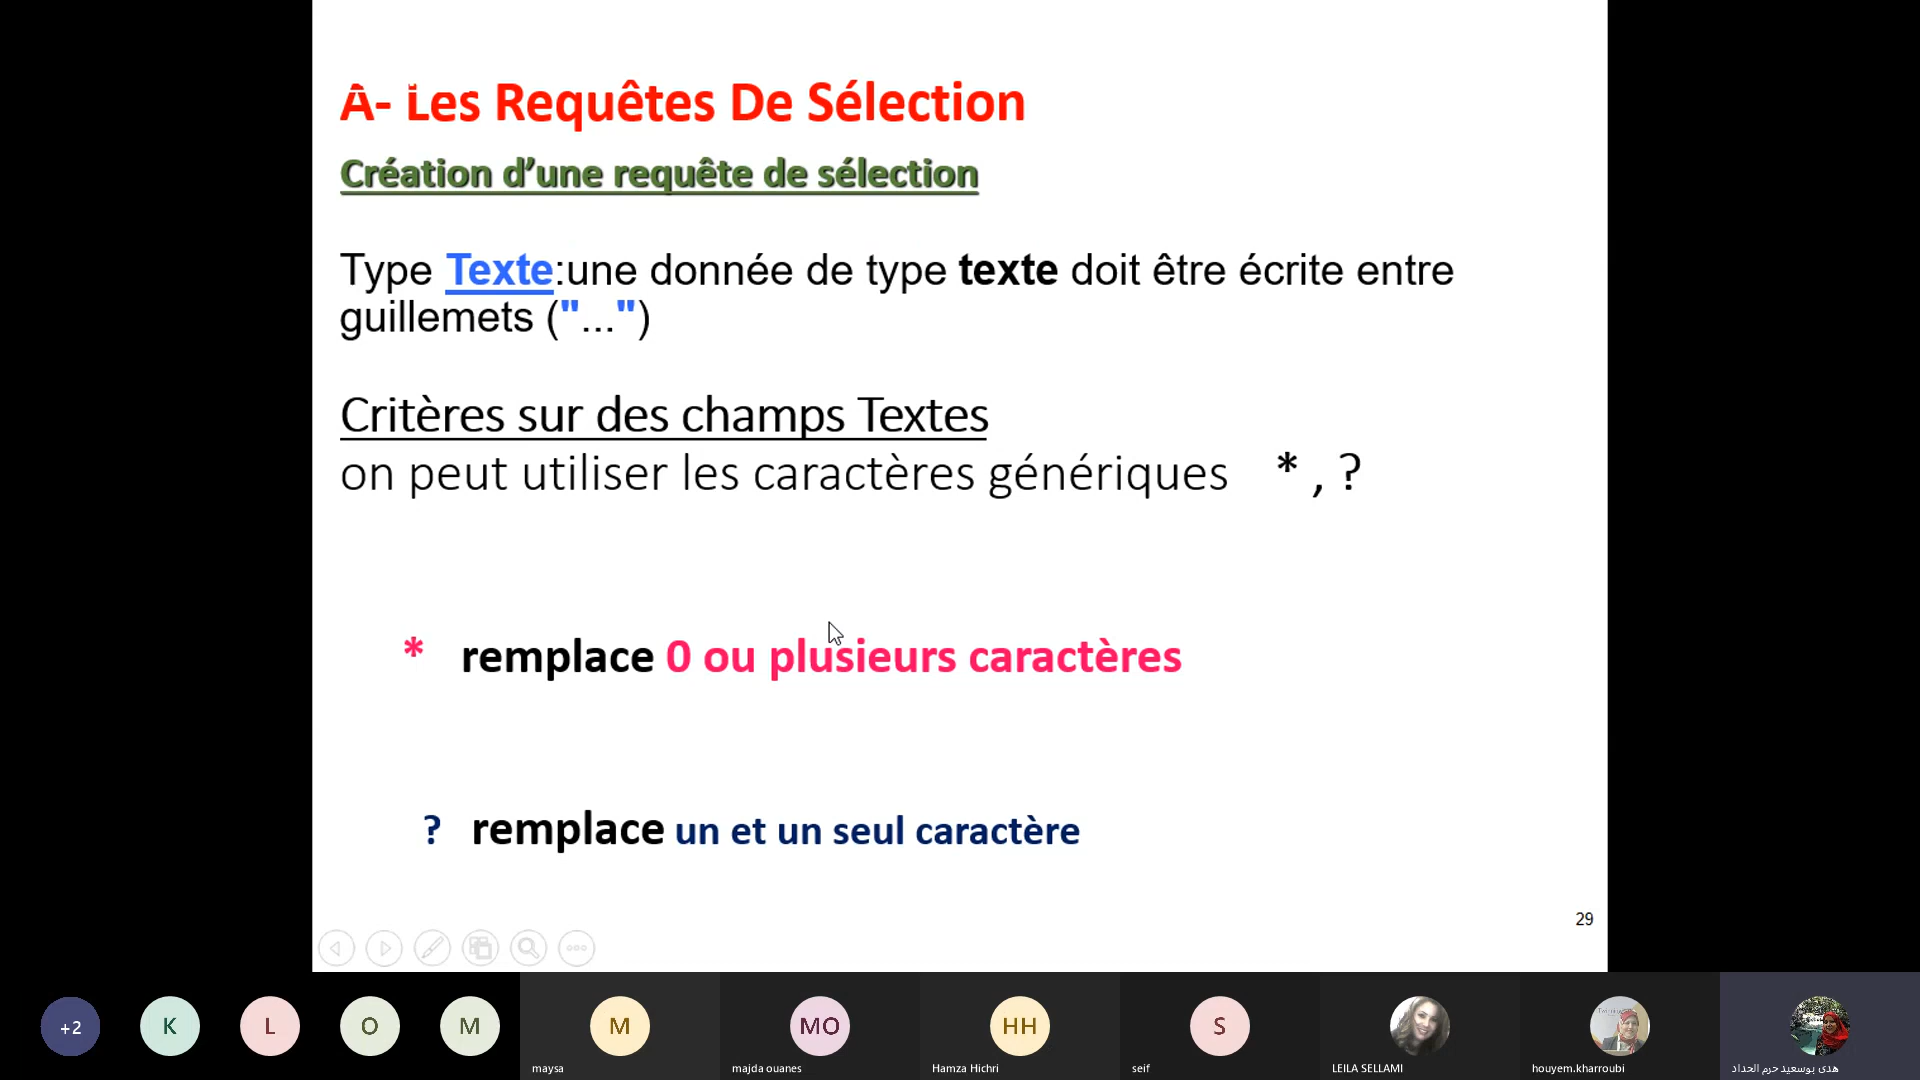 A- Les Requêtes De Sélection
Création d’une requête de sélection
Type Texte:une donnée de type texte doit être écrite entre
guillemets ("...")
Critères sur des champs Textes
on peut utiliser les caractères génériques * , ?
* remplace 0 ou plusieurs caractères
? remplace un et un seul caractère
29
+2
K
L
O
M
M
MO
HH
S
maysa
majda ouanes
Hamza Hichri
seif
LEILA SELLAMI
houyem.kharroubi
هدى بوسعيد حرم الحداد